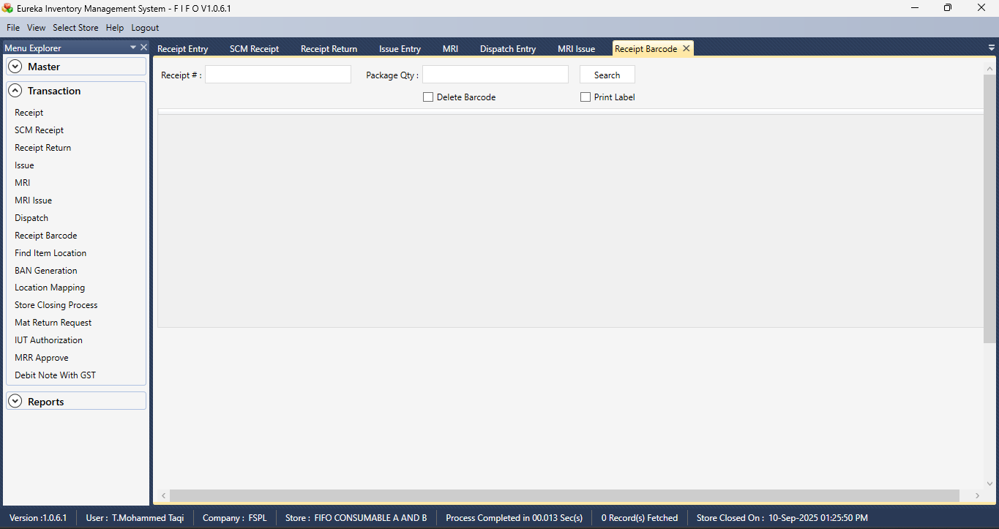 Eureka Inventory Management System - F I F O V1.0.6.1
File View Select Store Help Logout
Menu Explorer
Receipt Entry SCM Receipt Receipt Return Issue Entry MRI Dispatch Entry MRI Issue Receipt Barcode
Master
Transaction
Receipt
SCM Receipt
Receipt Return
Issue
MRI
MRI Issue
Dispatch
Receipt Barcode
Find Item Location
BAN Generation
Location Mapping
Store Closing Process
Mat Return Request
IUT Authorization
MRR Approve
Debit Note With GST
Reports
Receipt # : Package Qty : Search
Delete Barcode Print Label
Version :1.0.6.1 User : T.Mohammed Taqi Company : FSPL Store : FIFO CONSUMABLE A AND B Process Completed in 00.013 Sec(s) 0 Record(s) Fetched Store Closed On : 10-Sep-2025 01:25:50 PM